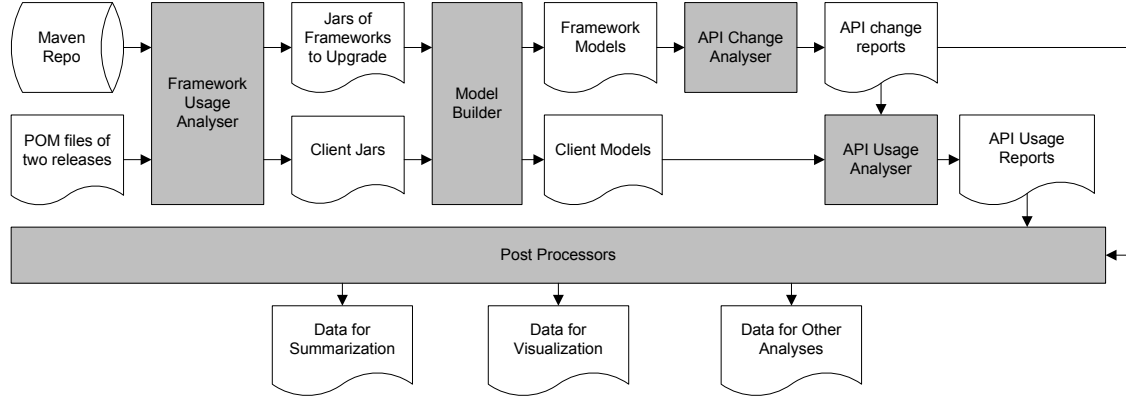 Maven
Repo
Framework
Usage
Analyser
Jars of
Frameworks
to Upgrade
Model
Builder
Framework
Models
API Change
Analyser
API change
reports
POM files of
two releases
Client Jars
Client Models
API Usage
Analyser
API Usage
Reports
Post Processors
Data for
Summarization
Data for
Visualization
Data for Other
Analyses